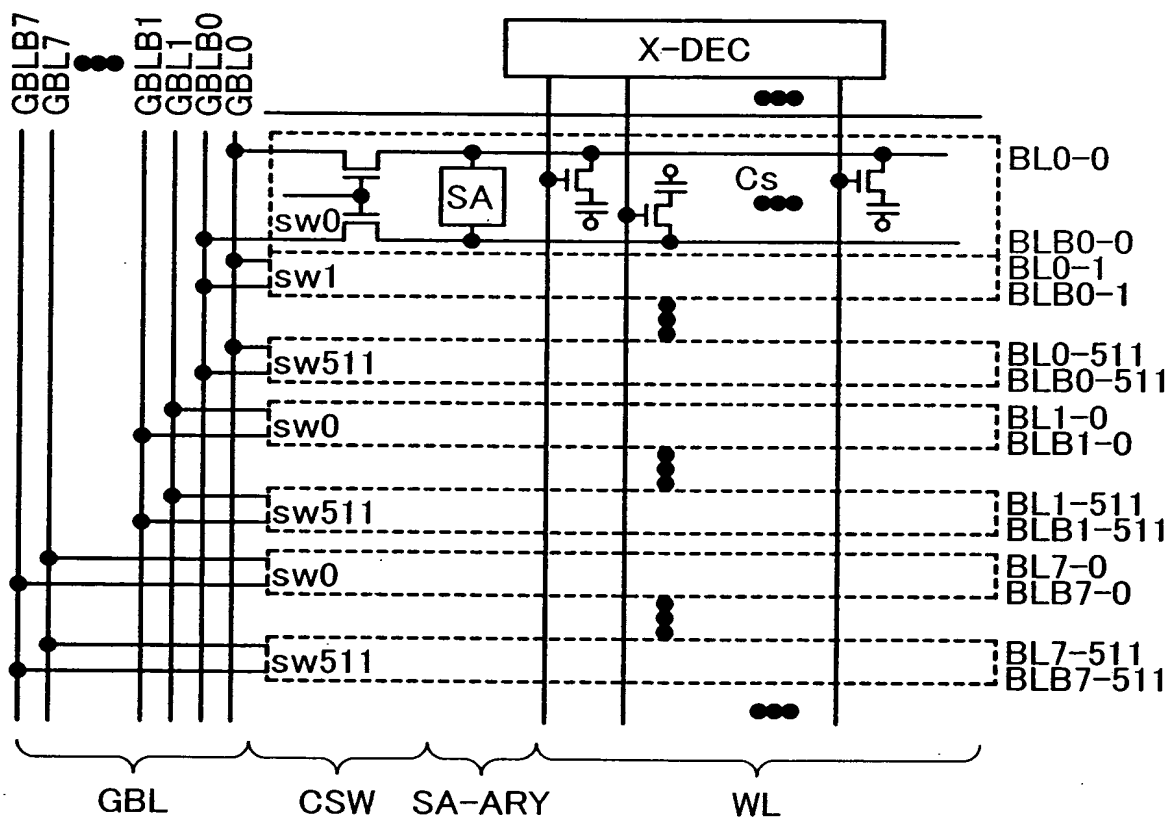 GBLB7
GBL7
GBLB1
GBL1
GBLB0
GBL0
X-DEC
BL0-0
SA
Cs
sw0
BLB0-0
sw1
BL0-1
BLB0-1
sw511
BL0-511
BLB0-511
sw0
BL1-0
BLB1-0
sw511
BL1-511
BLB1-511
sw0
BL7-0
BLB7-0
sw511
BL7-511
BLB7-511
GBL
CSW
SA-ARY
WL